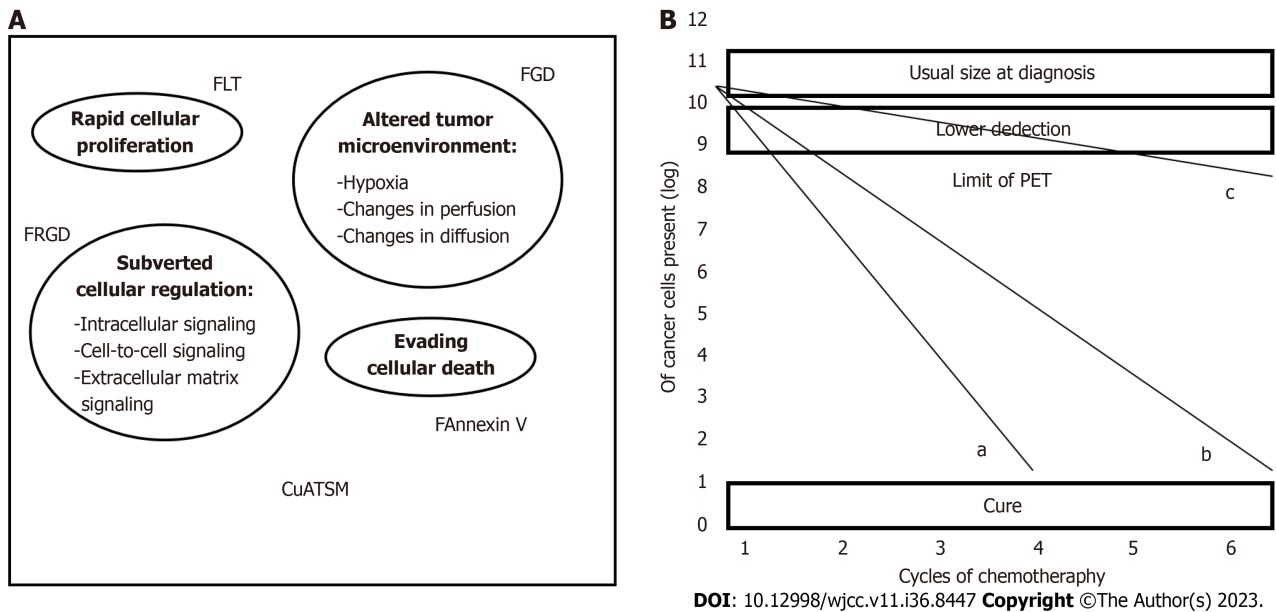 A
FLT
Rapid cellular
proliferation
FGD
Altered tumor
microenvironment:
-Hypoxia
-Changes in perfusion
-Changes in diffusion
FRGD
Subverted
cellular regulation:
-Intracellular signaling
-Cell-to-cell signaling
-Extracellular matrix
signaling
Evading
cellular death
FAnnexin V
CuATSM
B
Of cancer cells present (log)
12
11
10
9
8
7
6
5
4
3
2
1
0
Usual size at diagnosis
Lower dedection
Limit of PET
c
a
b
Cure
1 2 3 4 5 6
Cycles of chemotheraphy
DOI: 10.12998/wjcc.v11.i36.8447 Copyright ©The Author(s) 2023.